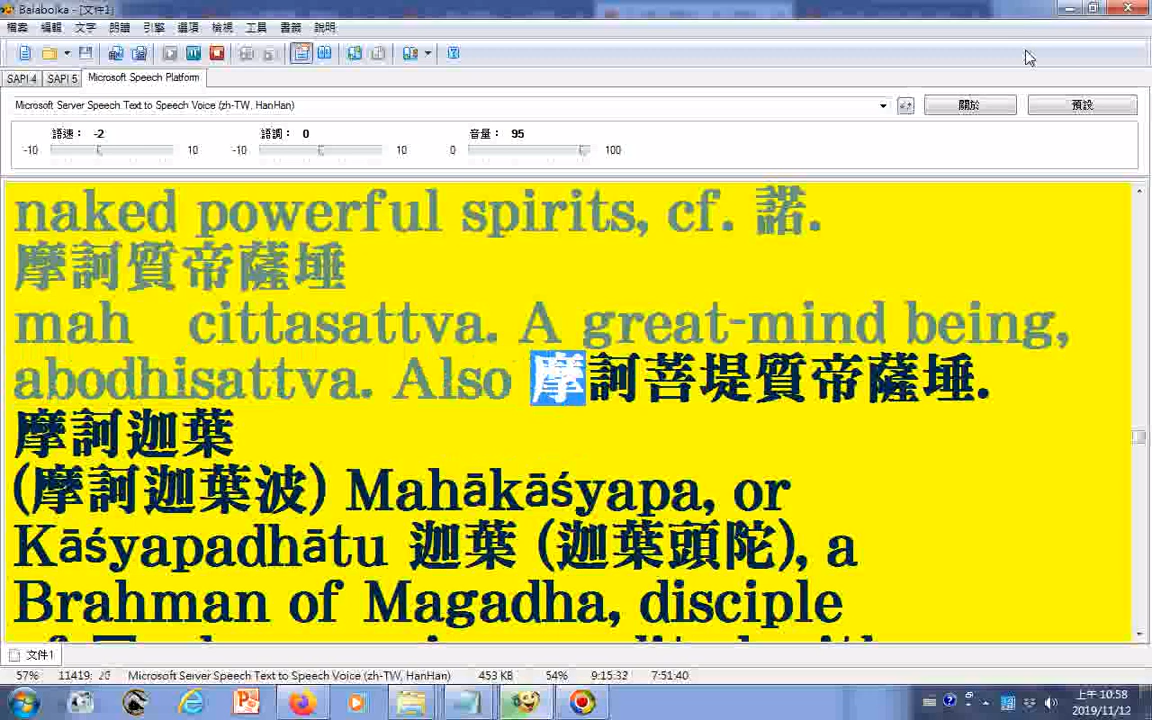 Balabolka - [文件1]
檔案 編輯 文字 朗讀 引擎 選項 檢視 工具 書籤 說明
SAPI 4 SAPI 5 Microsoft Speech Platform
Microsoft Server Speech Text to Speech Voice (zh-TW, HanHan) 關於 預設
語速: -2 語調: 0 音量: 95
-10 10 -10 10 0 100
naked powerful spirits, cf. 諾.
摩訶質帝薩埵
mah cittasattva. A great-mind being,
abodhisattva. Also 摩訶菩堤質帝薩埵.
摩訶迦葉
(摩訶迦葉波) Mahākāśyapa, or
Kāśyapadhātu 迦葉 (迦葉頭陀), a
Brahman of Magadha, disciple
文件1
57% Microsoft Server Speech Text to Speech Voice (zh-TW, HanHan) 453 KB 54% 9:15:32 7:51:40
上午 10:58
2019/11/12